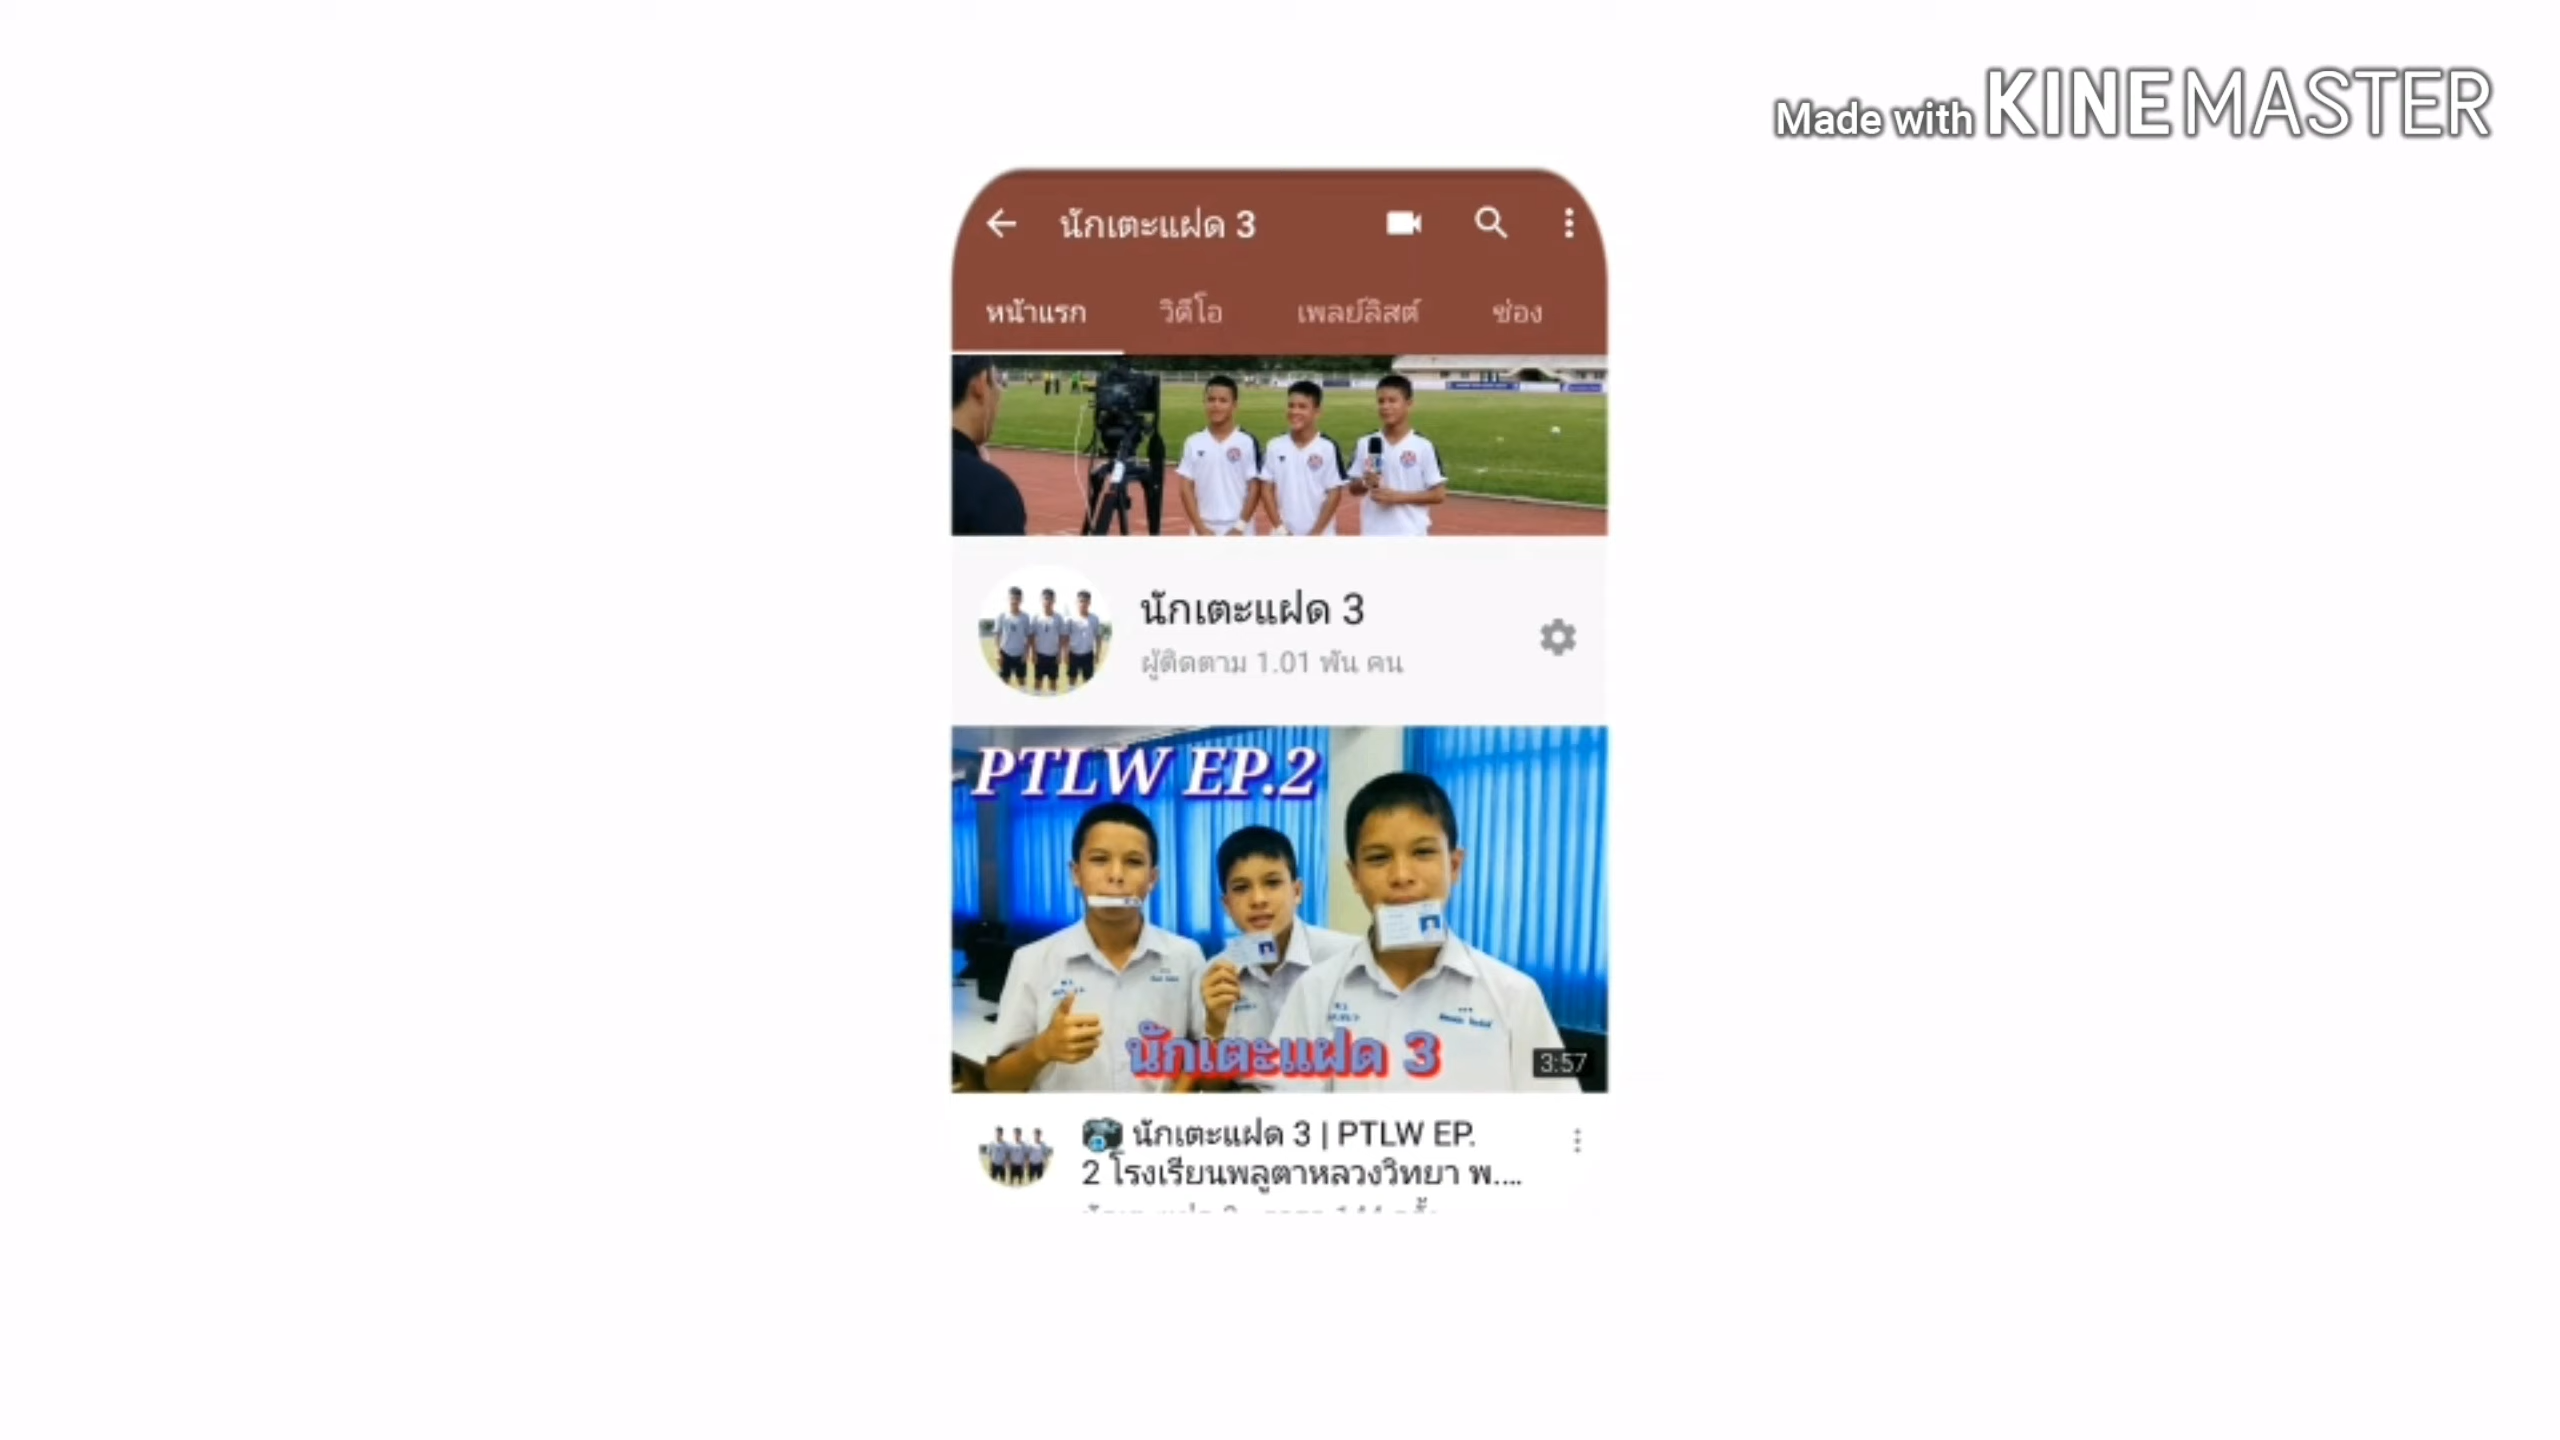 Made with KINEMASTER
นักเตะแฝด 3
หน้าแรก วิดีโอ เพลย์ลิสต์ ช่อง
นักเตะแฝด 3
ผู้ติดตาม 1.01 พัน คน
PTLW EP.2
นักเตะแฝด 3
3:57
นักเตะแฝด 3 | PTLW EP.
2 โรงเรียนพลูตาหลวงวิทยา พ....